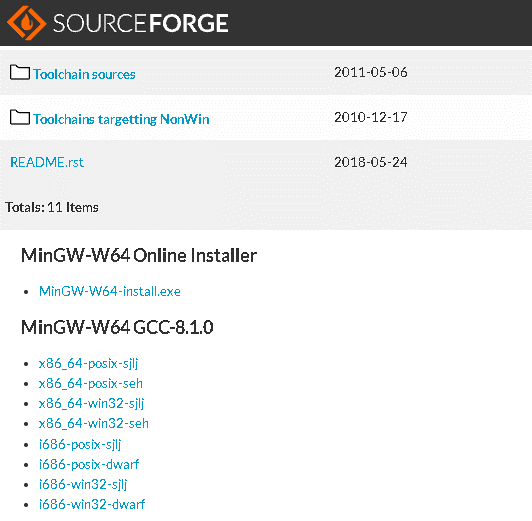 SOURCEFORGE
Toolchain sources 2011-05-06
Toolchains targetting NonWin 2010-12-17
README.rst 2018-05-24
Totals: 11 Items
MinGW-W64 Online Installer
• MinGW-W64-install.exe
MinGW-W64 GCC-8.1.0
• x86_64-posix-sjlj
• x86_64-posix-seh
• x86_64-win32-sjlj
• x86_64-win32-seh
• i686-posix-sjlj
• i686-posix-dwarf
• i686-win32-sjlj
• i686-win32-dwarf